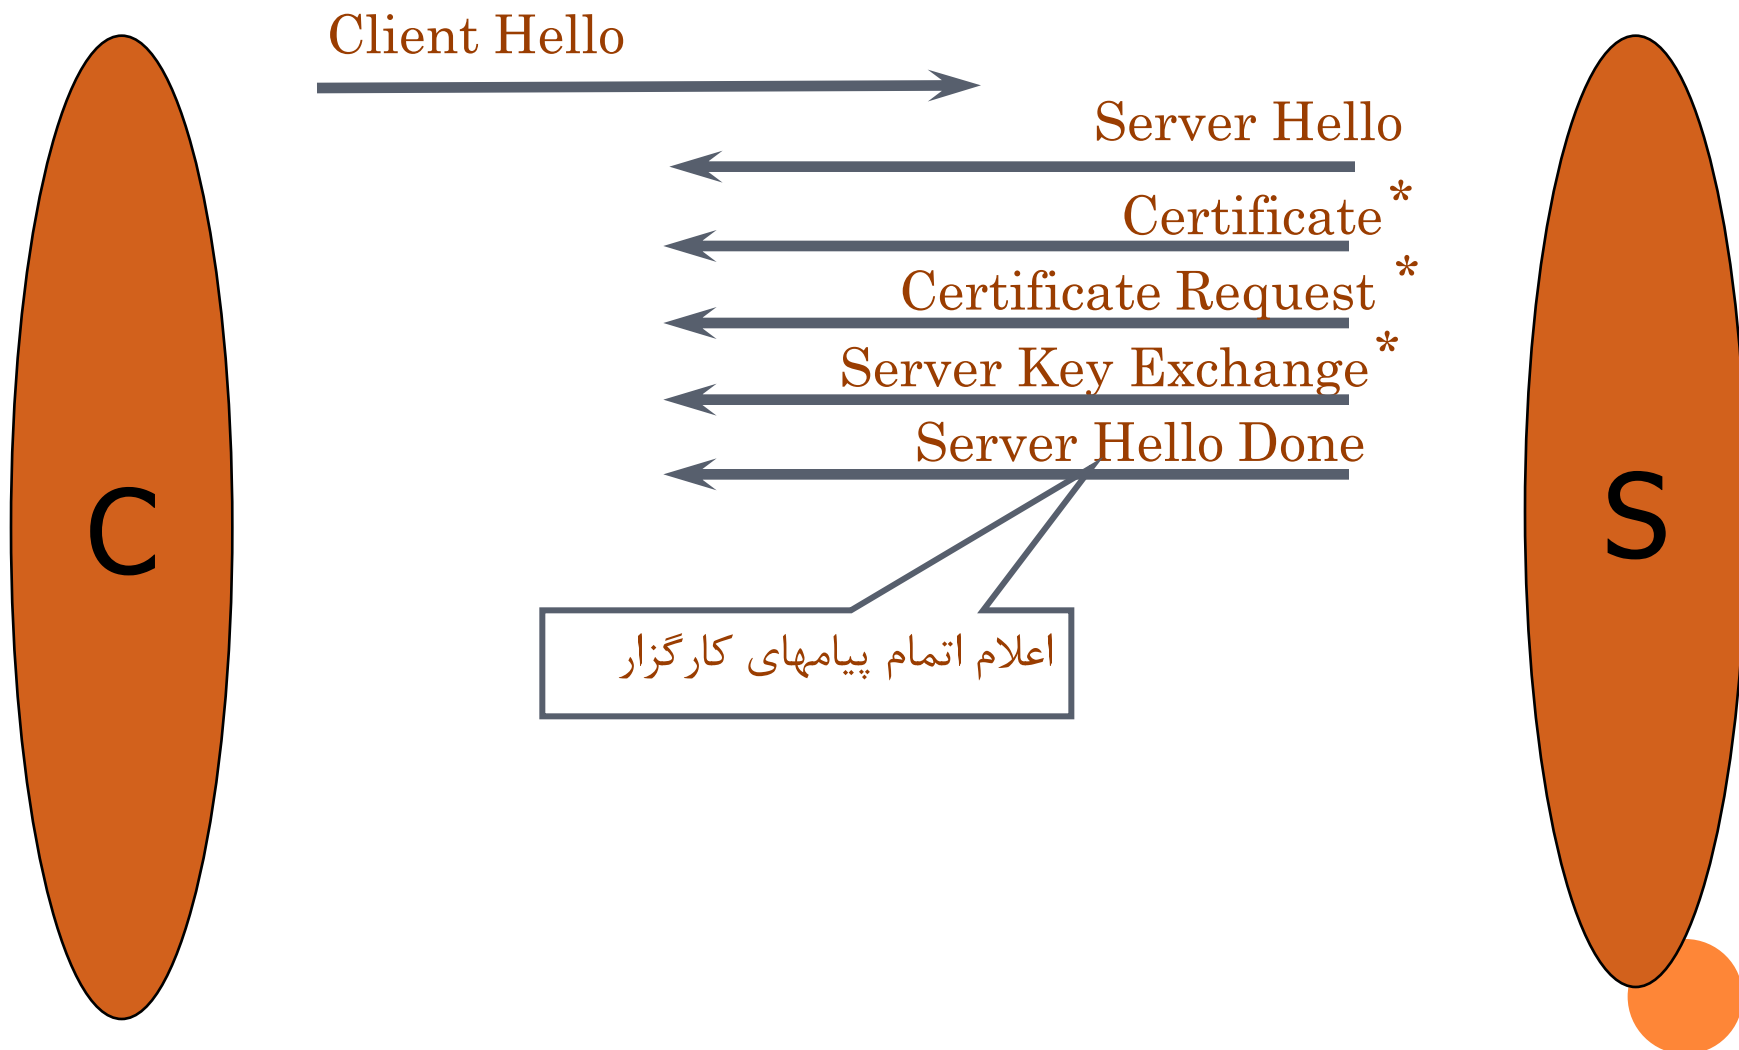 Client Hello
Server Hello
Certificate*
Certificate Request *
Server Key Exchange*
Server Hello Done
C
S
اعلام اتمام پیامهای کارگزار